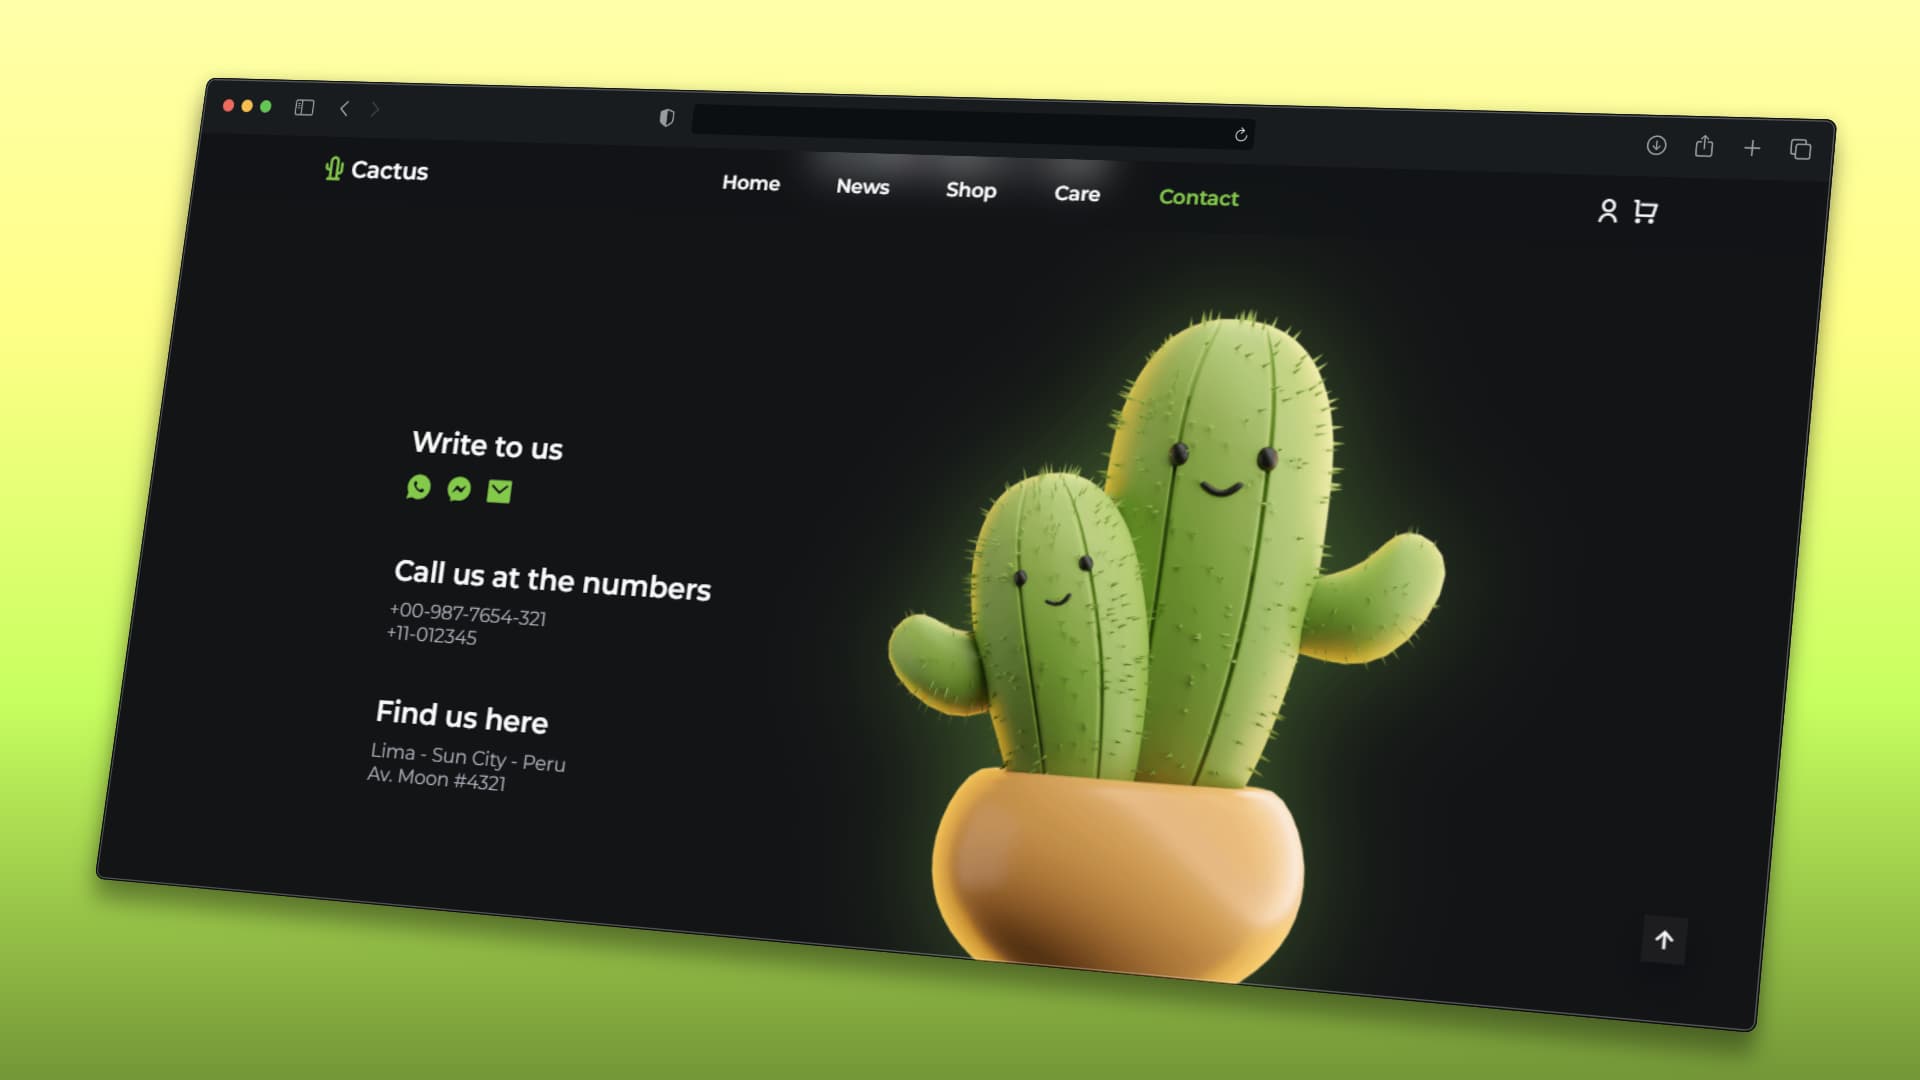 Cactus
Home
News
Shop
Care
Contact
Write to us
Call us at the numbers
+00-987-7654-321
+11-012345
Find us here
Lima - Sun City - Peru
Av. Moon #4321